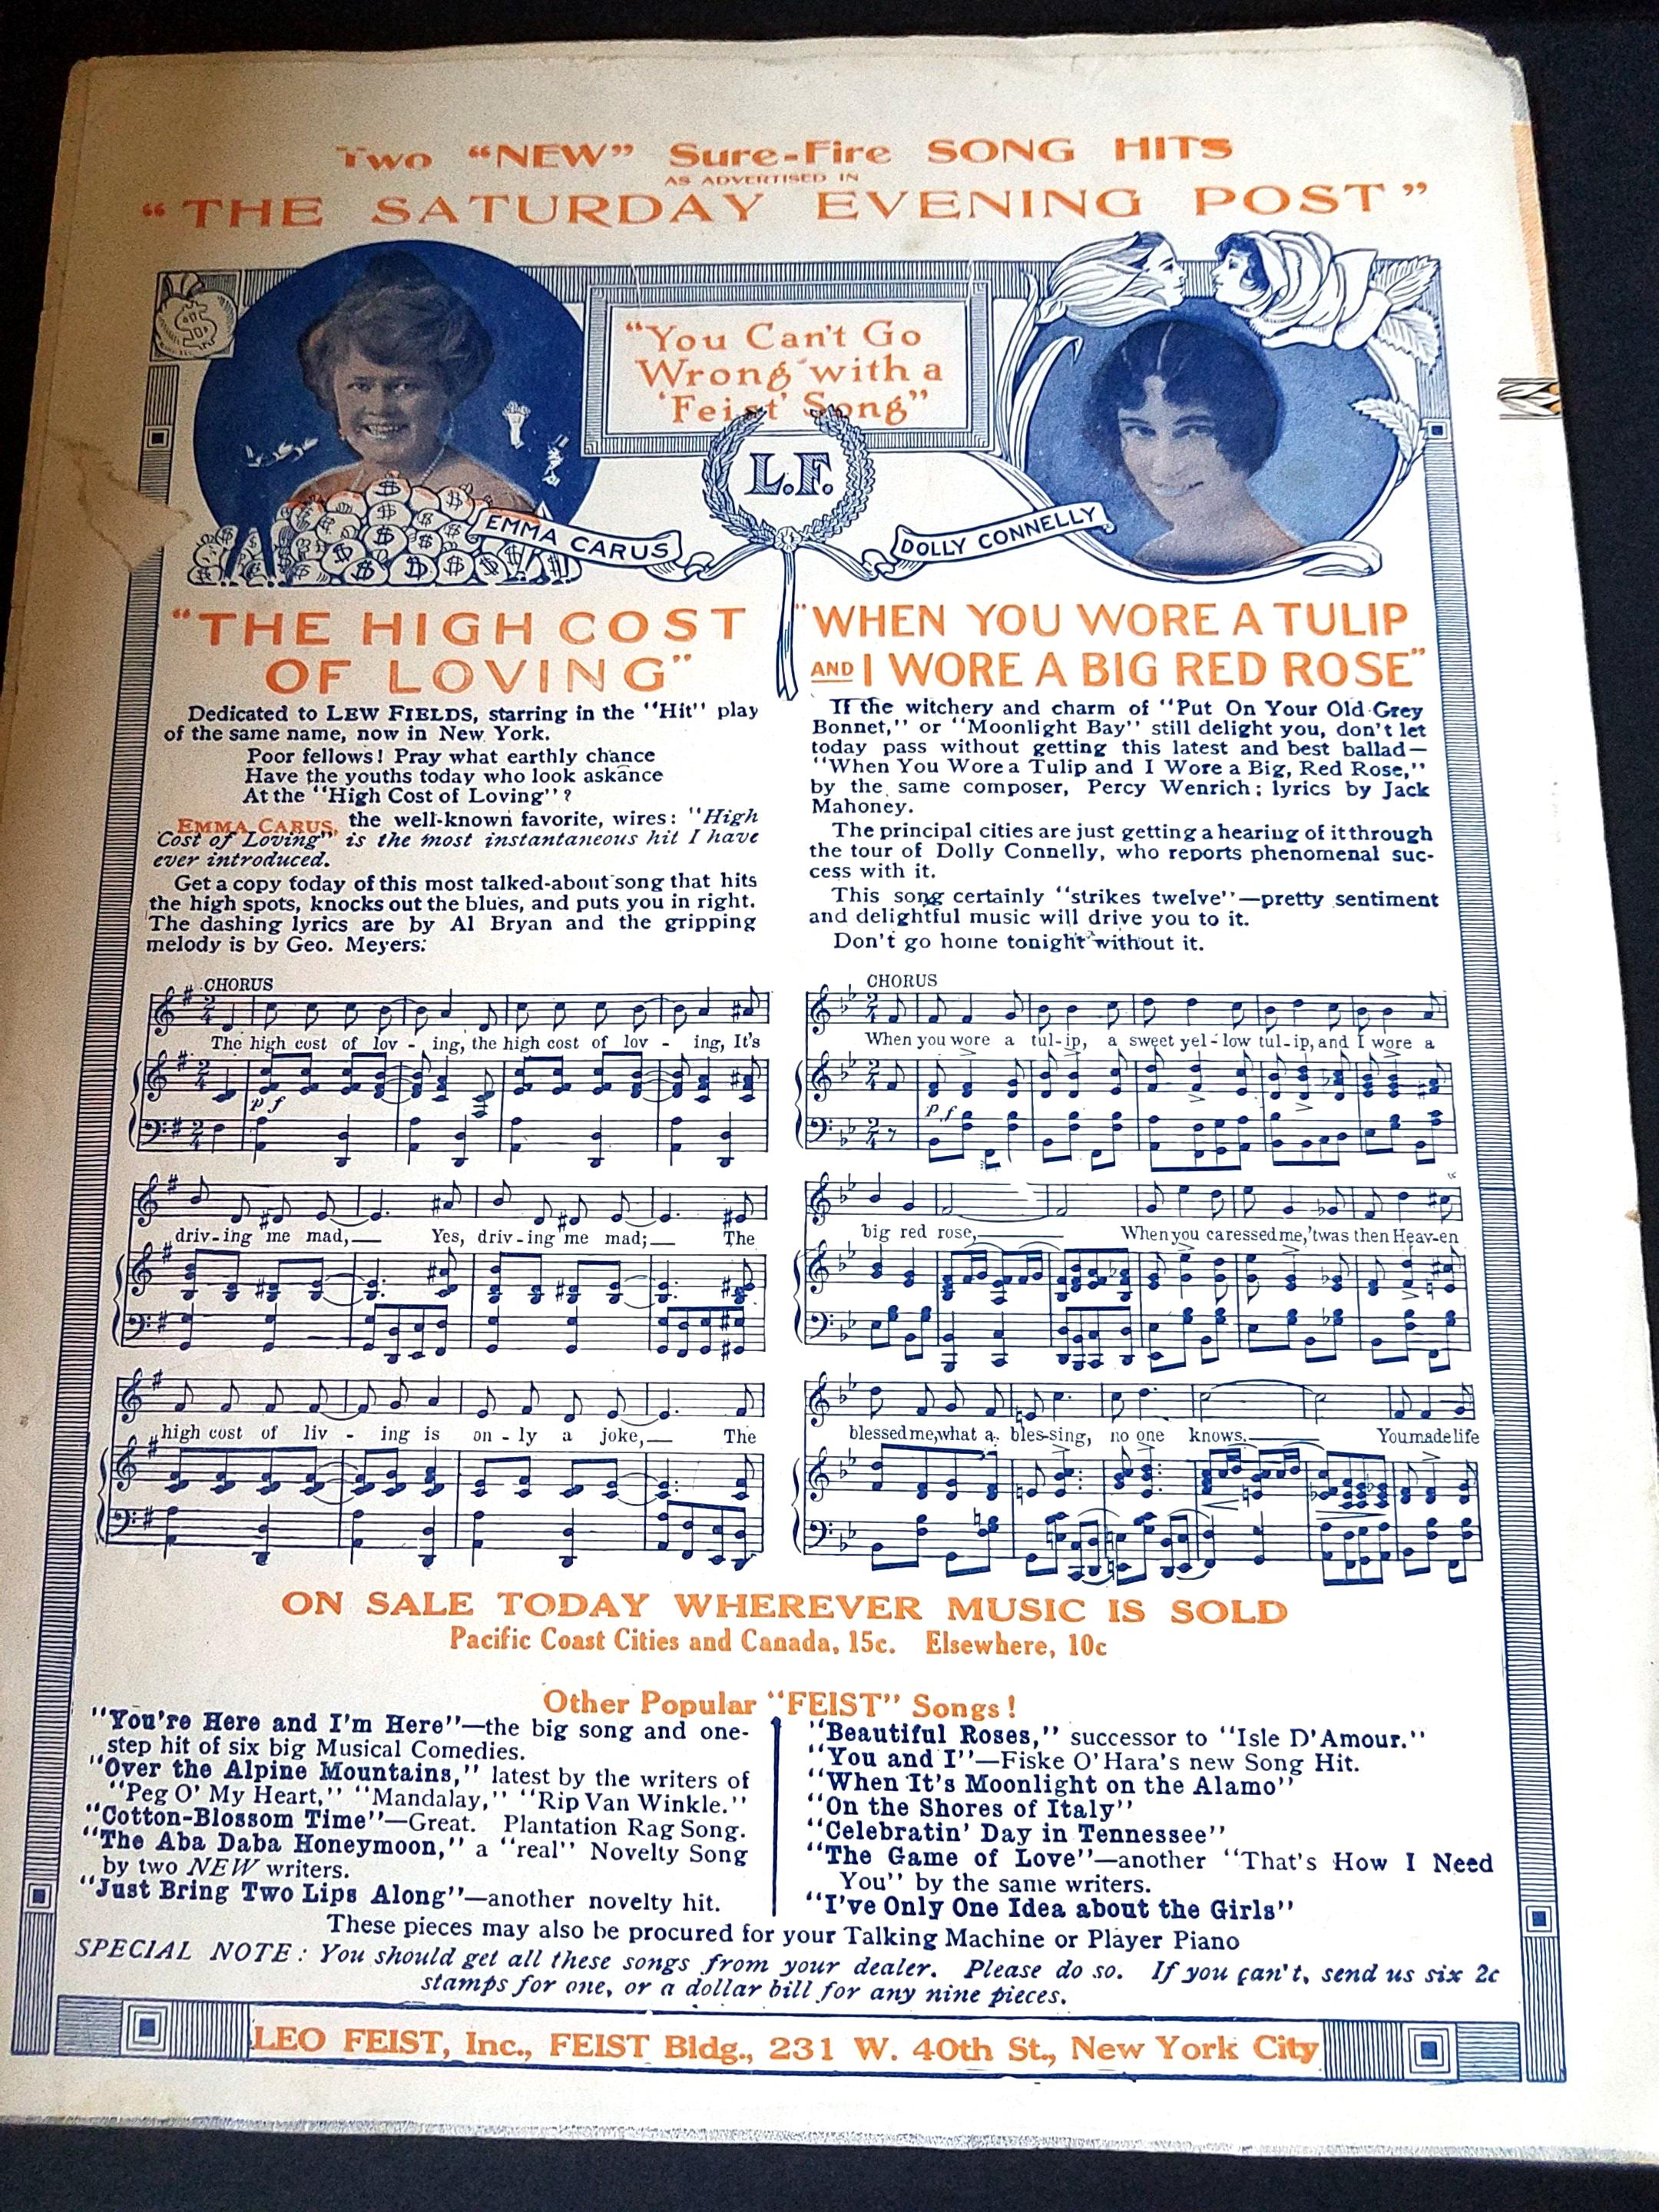 Two "NEW" Sure-Fire SONG HITS
AS ADVERTISED IN
"THE SATURDAY EVENING POST"
"You Can't Go
Wrong with a
'Feist' Song"
L.F.
EMMA CARUS
DOLLY CONNELLY
"THE HIGH COST
OF LOVING"
Dedicated to LEW FIELDS, starring in the "Hit" play
of the same name, now in New York.
Poor fellows! Pray what earthly chance
Have the youths today who look askance
At the "High Cost of Loving"?
EMMA CARUS, the well-known favorite, wires: "High
Cost of Loving" is the most instantaneous hit I have
ever introduced.
Get a copy today of this most talked-about song that hits
the high spots, knocks out the blues, and puts you in right.
The dashing lyrics are by Al Bryan and the gripping
melody is by Geo. Meyers:
CHORUS
The high cost of lov - ing, the high cost of lov - ing, It's
p f
driv-ing me mad,— Yes, driv-ing me mad;— The
high cost of liv - ing is on - ly a joke,— The
"WHEN YOU WORE A TULIP
AND I WORE A BIG RED ROSE"
If the witchery and charm of "Put On Your Old Grey
Bonnet," or "Moonlight Bay" still delight you, don't let
today pass without getting this latest and best ballad—
"When You Wore a Tulip and I Wore a Big, Red Rose,"
by the same composer, Percy Wenrich; lyrics by Jack
Mahoney.
The principal cities are just getting a hearing of it through
the tour of Dolly Connelly, who reports phenomenal suc-
cess with it.
This song certainly "strikes twelve"—pretty sentiment
and delightful music will drive you to it.
Don't go home tonight without it.
CHORUS
When you wore a tul-ip, a sweet yel-low tul-ip, and I wore a
p f
big red rose,— When you caressed me, 'twas then Heav-en
blessed me, what a bles-sing, no one knows.— You made life
ON SALE TODAY WHEREVER MUSIC IS SOLD
Pacific Coast Cities and Canada, 15c. Elsewhere, 10c
Other Popular "FEIST" Songs!
"You're Here and I'm Here"—the big song and one-
step hit of six big Musical Comedies.
"Over the Alpine Mountains," latest by the writers of
"Peg O' My Heart," "Mandalay," "Rip Van Winkle."
"Cotton-Blossom Time"—Great. Plantation Rag Song.
"The Aba Daba Honeymoon," a "real" Novelty Song
by two NEW writers.
"Just Bring Two Lips Along"—another novelty hit.
"Beautiful Roses," successor to "Isle D'Amour."
"You and I"—Fiske O'Hara's new Song Hit.
"When It's Moonlight on the Alamo"
"On the Shores of Italy"
"Celebratin' Day in Tennessee"
"The Game of Love"—another "That's How I Need
You" by the same writers.
"I've Only One Idea about the Girls"
These pieces may also be procured for your Talking Machine or Player Piano
SPECIAL NOTE: You should get all these songs from your dealer. Please do so. If you can't, send us six 2c
stamps for one, or a dollar bill for any nine pieces.
LEO FEIST, Inc., FEIST Bldg., 231 W. 40th St., New York City